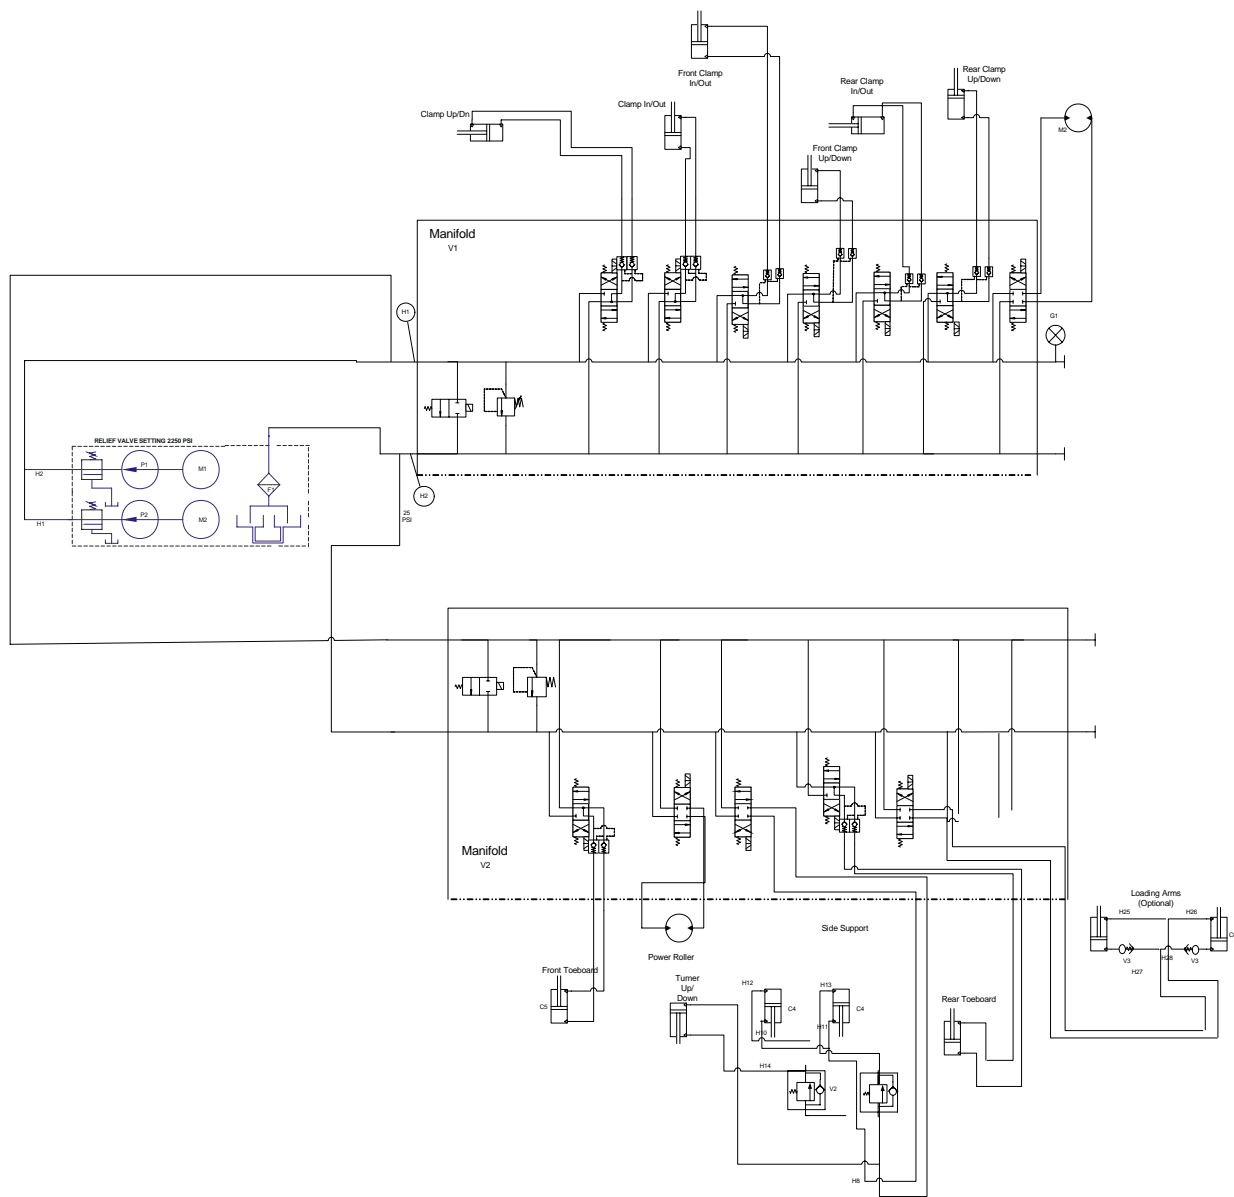 Front Clamp
In/Out
Rear Clamp
Up/Down
Rear Clamp
In/Out
Clamp Up/Dn
Clamp In/Out
M2
Front Clamp
Up/Down
Manifold
V1
H1
G1
RELIEF VALVE SETTING 2250 PSI
H2
P1
M1
F1
H2
25
PSI
H1
P2
M2
Manifold
V2
Loading Arms
(Optional)
H25
H26
C
V3
H28
V3
H27
Side Support
Power Roller
Front Toeboard
C5
Turner
Up/
Down
H12
H13
C4
C4
H10
H11
Rear Toeboard
H14
V2
H8